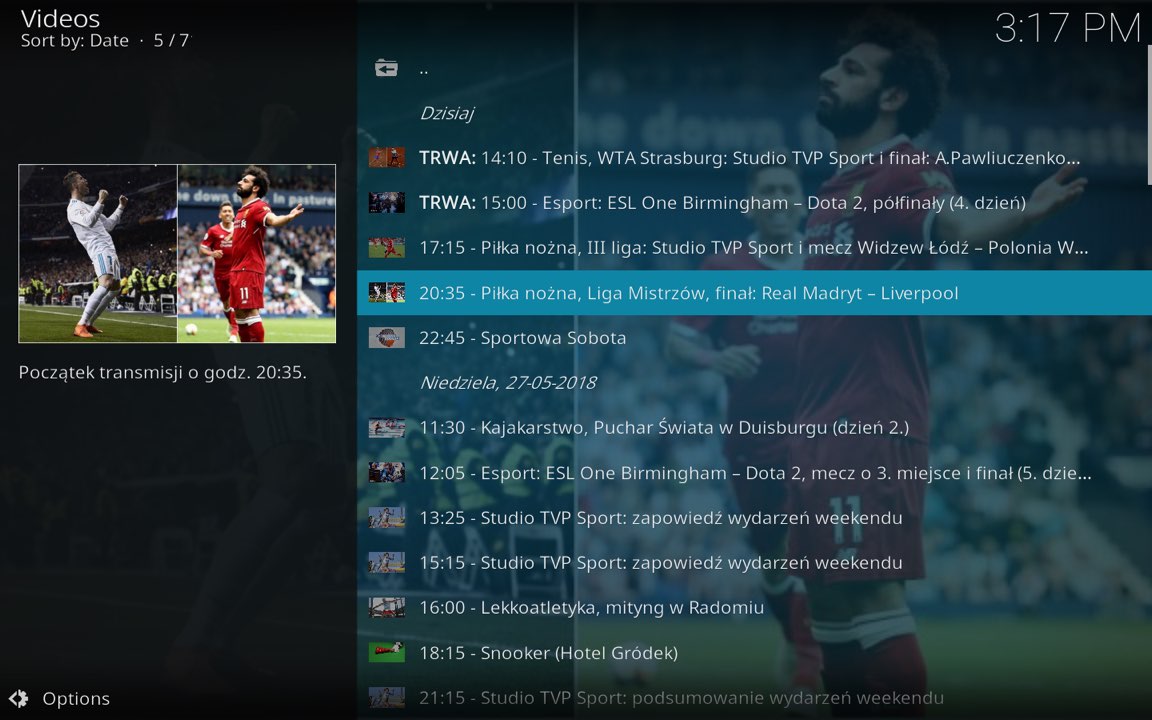 Videos
Sort by: Date · 5 / 7
3:17 PM
..
Dzisiaj
TRWA: 14:10 - Tenis, WTA Strasburg: Studio TVP Sport i finał: A.Pawliuczenko...
TRWA: 15:00 - Esport: ESL One Birmingham – Dota 2, półfinały (4. dzień)
17:15 - Piłka nożna, III liga: Studio TVP Sport i mecz Widzew Łódź – Polonia W...
20:35 - Piłka nożna, Liga Mistrzów, finał: Real Madryt – Liverpool
22:45 - Sportowa Sobota
Niedziela, 27-05-2018
11:30 - Kajakarstwo, Puchar Świata w Duisburgu (dzień 2.)
12:05 - Esport: ESL One Birmingham – Dota 2, mecz o 3. miejsce i finał (5. dzie...
13:25 - Studio TVP Sport: zapowiedź wydarzeń weekendu
15:15 - Studio TVP Sport: zapowiedź wydarzeń weekendu
16:00 - Lekkoatletyka, mityng w Radomiu
18:15 - Snooker (Hotel Gródek)
21:15 - Studio TVP Sport: podsumowanie wydarzeń weekendu
Początek transmisji o godz. 20:35.
11
Options